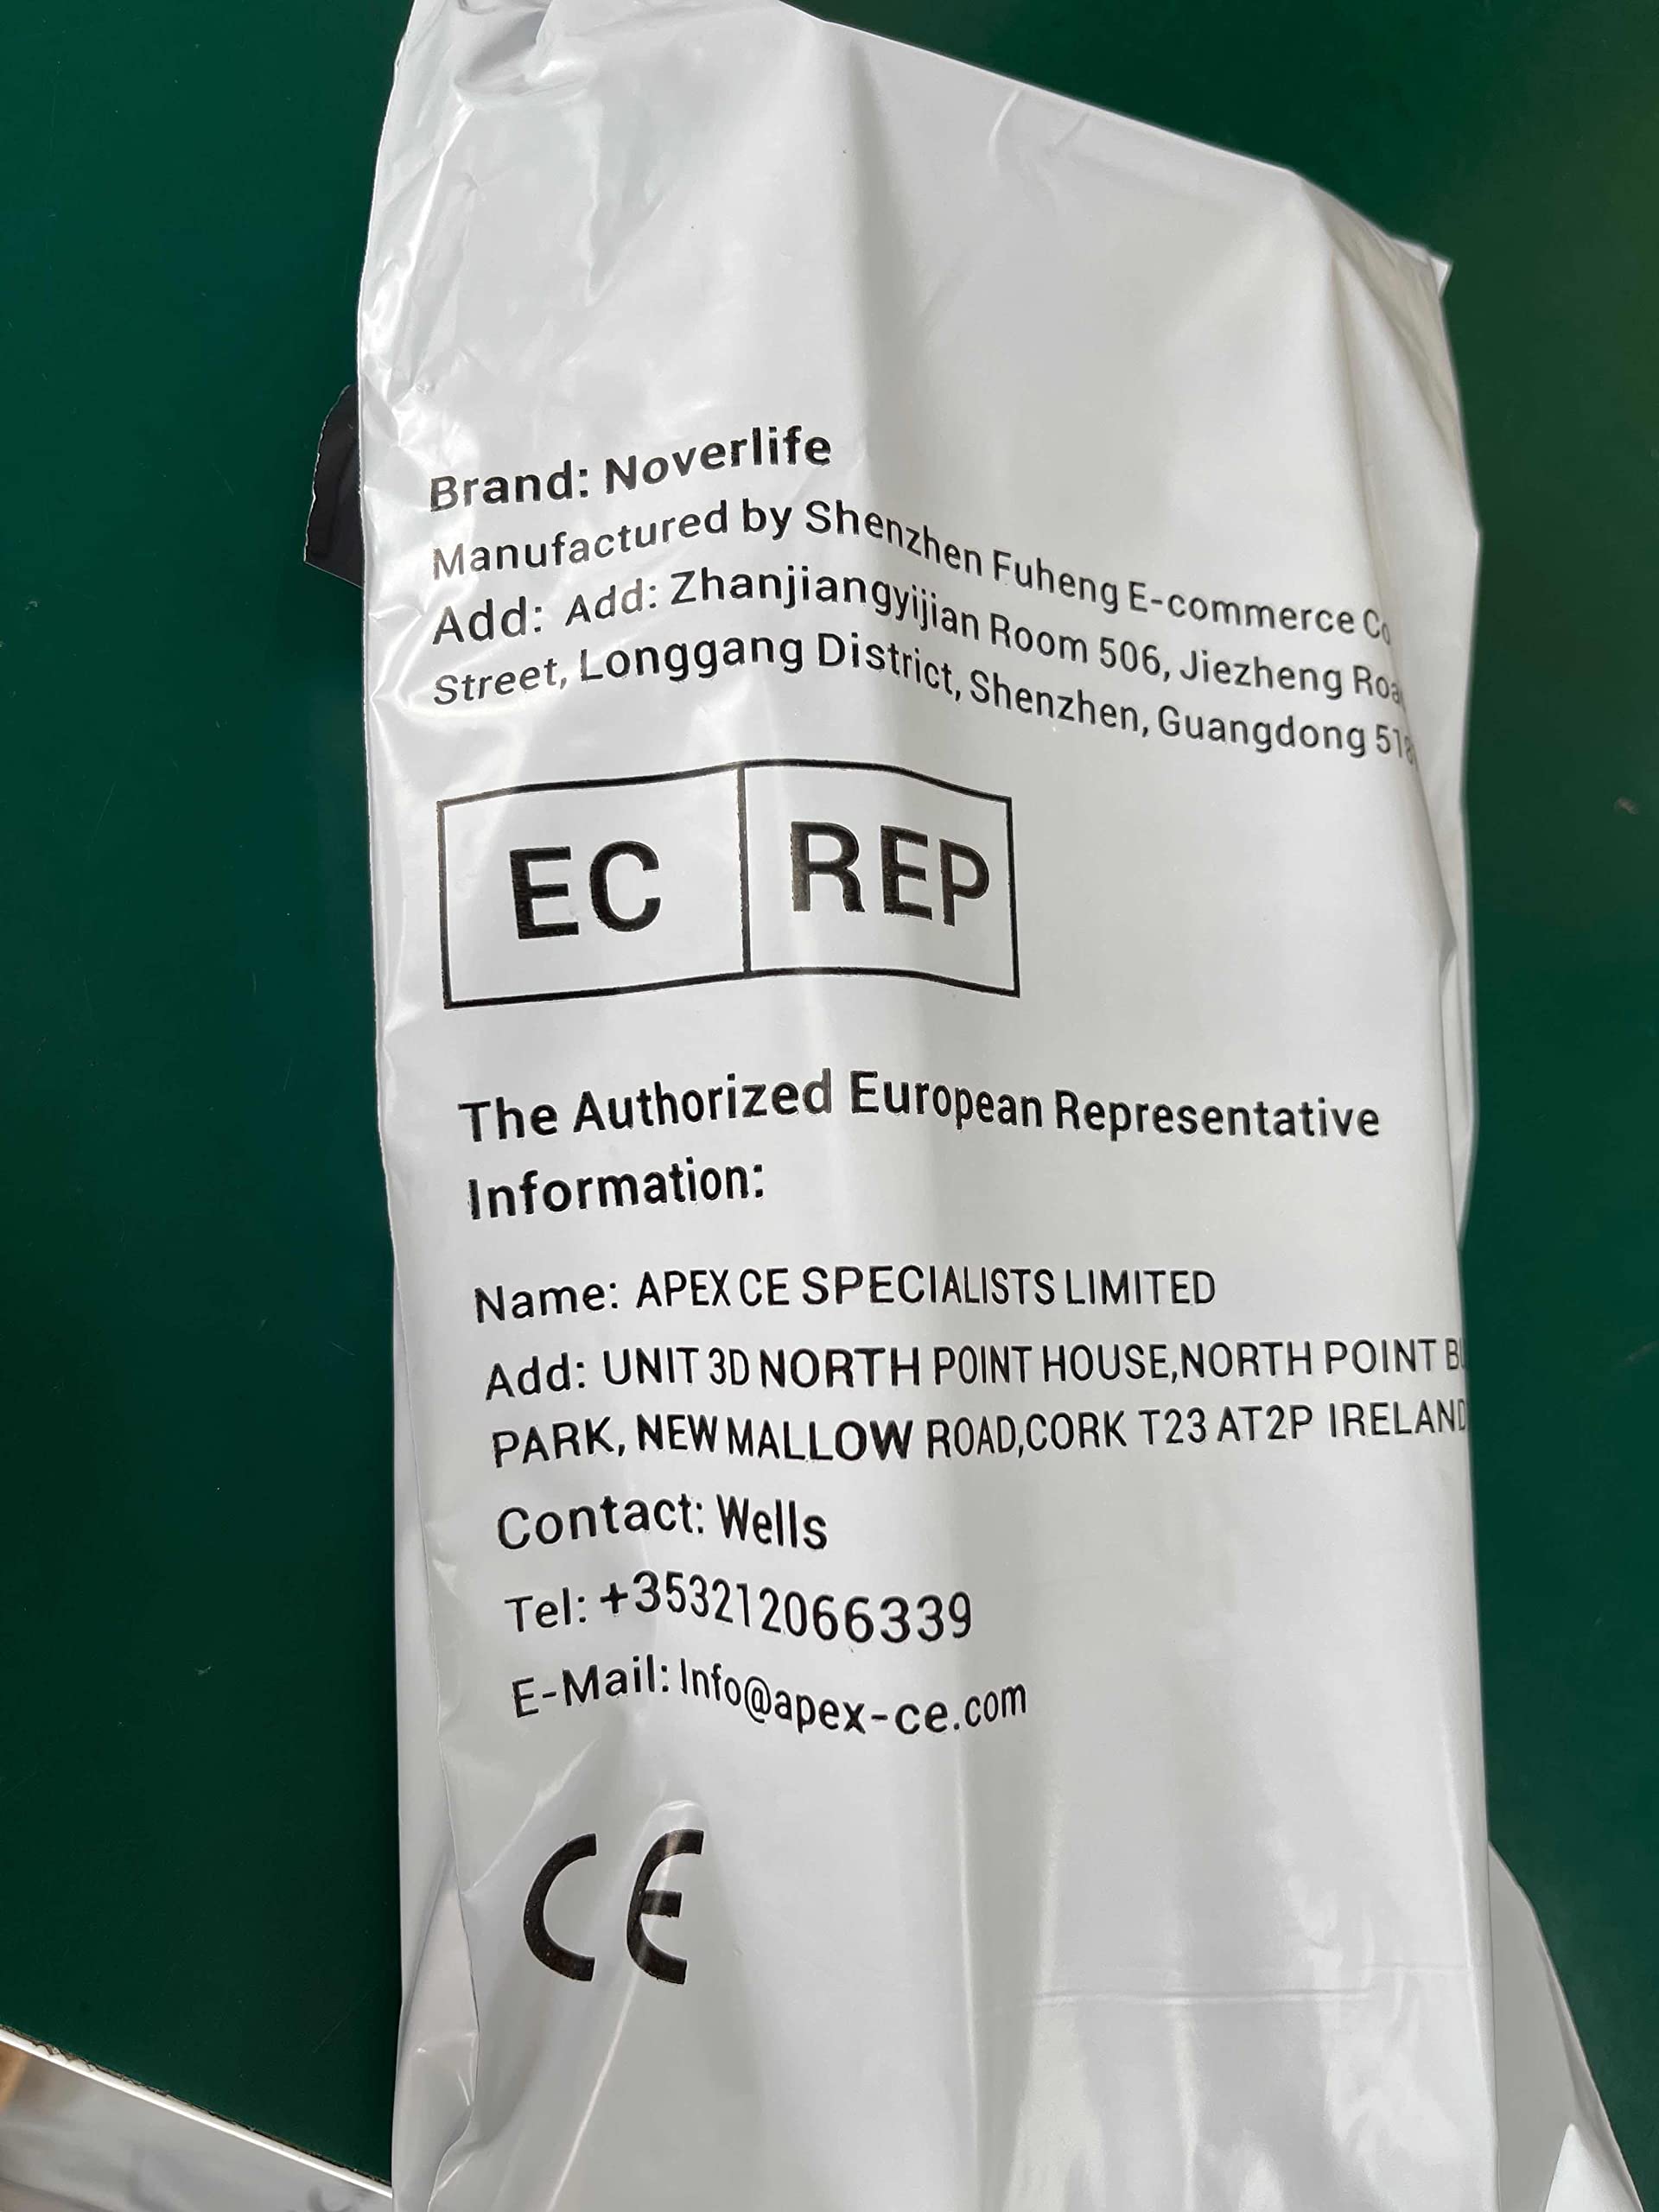 Brand: Noverlife
Manufactured by Shenzhen Fuheng E-commerce Co
Add: Add: Zhanjiangyijian Room 506, Jiezheng
Street, Longgang District, Shenzhen, Guangdong
EC REP
The Authorized European Representative
Information:
Name: APEX CE SPECIALISTS LIMITED
Add: UNIT 3D NORTH POINT HOUSE,NORTH POINT
PARK, NEW MALLOW ROAD,CORK T23 AT2P IRELAND
Contact: Wells
Tel: +353212066339
E-Mail: Info@apex-ce.com
CE